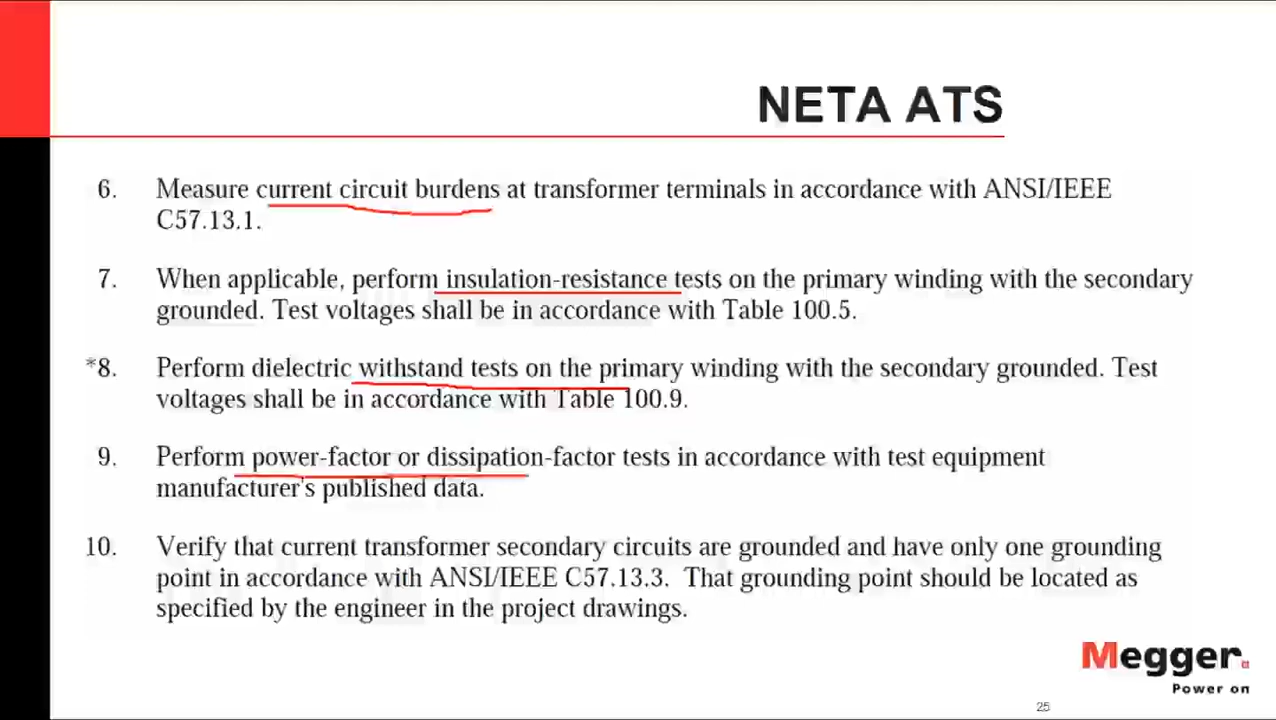 NETA ATS
6. Measure current circuit burdens at transformer terminals in accordance with ANSI/IEEE
C57.13.1.
7. When applicable, perform insulation-resistance tests on the primary winding with the secondary
grounded. Test voltages shall be in accordance with Table 100.5.
*8. Perform dielectric withstand tests on the primary winding with the secondary grounded. Test
voltages shall be in accordance with Table 100.9.
9. Perform power-factor or dissipation-factor tests in accordance with test equipment
manufacturer's published data.
10. Verify that current transformer secondary circuits are grounded and have only one grounding
point in accordance with ANSI/IEEE C57.13.3. That grounding point should be located as
specified by the engineer in the project drawings.
Megger
Power on
25